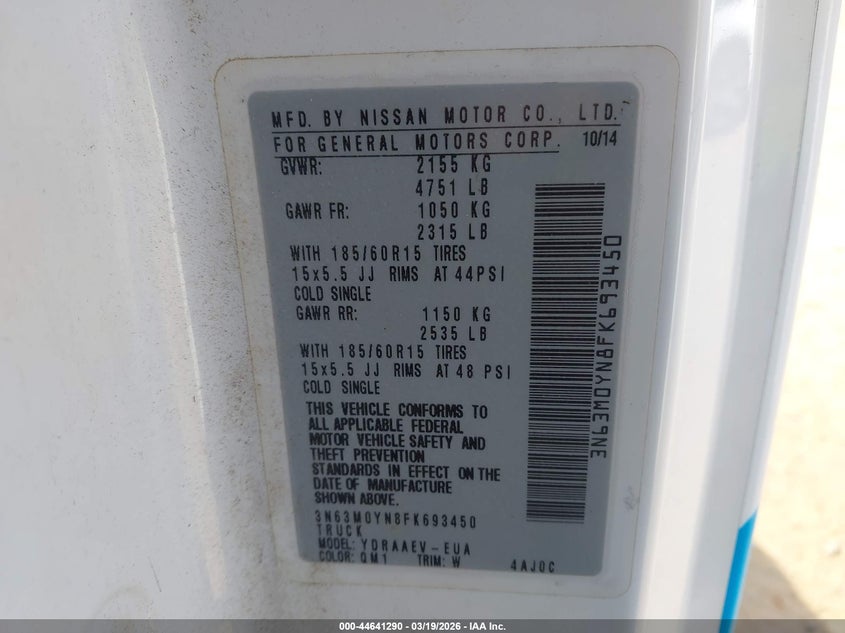 MFD. BY NISSAN MOTOR CO., LTD.
FOR GENERAL MOTORS CORP. 10/14
GVWR: 2155 KG
4751 LB
GAWR FR: 1050 KG
2315 LB
WITH 185/60R15 TIRES
15x5.5 JJ RIMS AT 44PSI
COLD SINGLE
GAWR RR: 1150 KG
2535 LB
WITH 185/60R15 TIRES
15x5.5 JJ RIMS AT 48 PSI
COLD SINGLE
THIS VEHICLE CONFORMS TO
ALL APPLICABLE FEDERAL
MOTOR VEHICLE SAFETY AND
THEFT PREVENTION
STANDARDS IN EFFECT ON THE
DATE OF MANUFACTURE
SHOWN ABOVE.
3N63M0YN8FK693450
TRUCK
MODEL: YDRAAEV-EUA
COLOR: QM1 TRIM: W 4AJ0C
3N63M0YN8FK693450
000-44641290 - 03/19/2026 - IAA Inc.